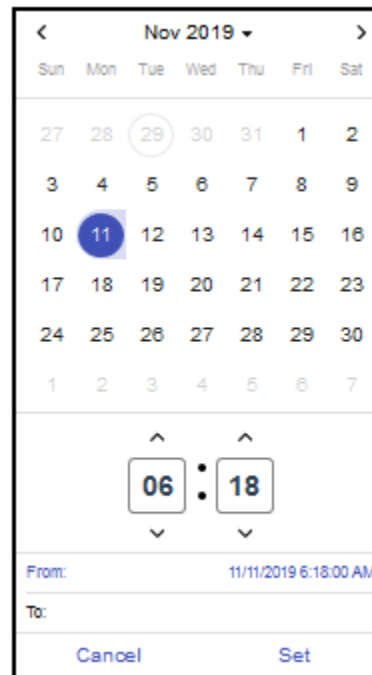 Nov 2019
Sun Mon Tue Wed Thu Fri Sat
27 28 29 30 31 1 2
3 4 5 6 7 8 9
10 11 12 13 14 15 16
17 18 19 20 21 22 23
24 25 26 27 28 29 30
1 2 3 4 5 6 7
06 : 18
From: 11/11/2019 6:18:00 AM
To:
Cancel Set